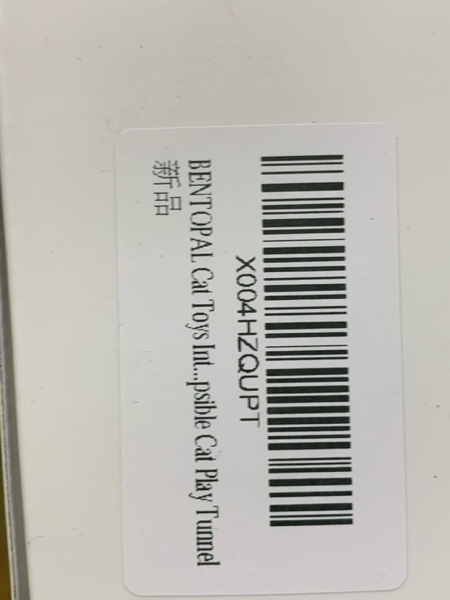 X004HZQUPT
BENTOPAL Cat Toys Int...psible Cat Play Tunnel
新品